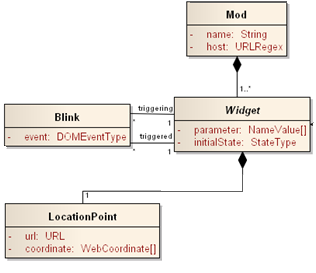 Mod
- name: String
- host: URLRegex
1..*
Blink
- event: DOMEventType
triggering
* 1
triggered
* 1
Widget
- parameter: NameValue[]
- initialState: StateType
1
LocationPoint
- url: URL
- coordinate: WebCoordinate[]